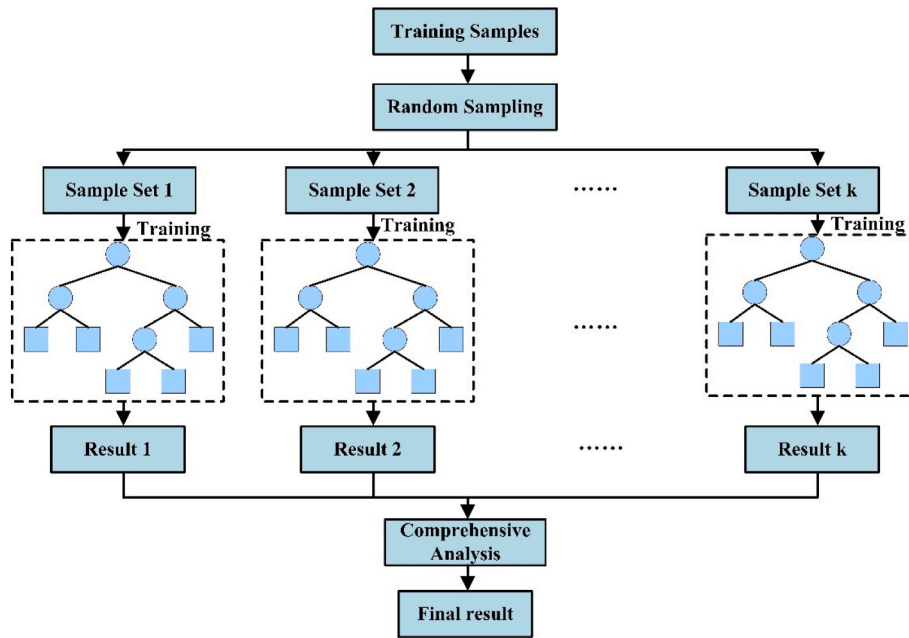 Training Samples
Random Sampling
Sample Set 1
Sample Set 2
......
Sample Set k
Training
Training
Training
......
Result 1
Result 2
......
Result k
Comprehensive
Analysis
Final result